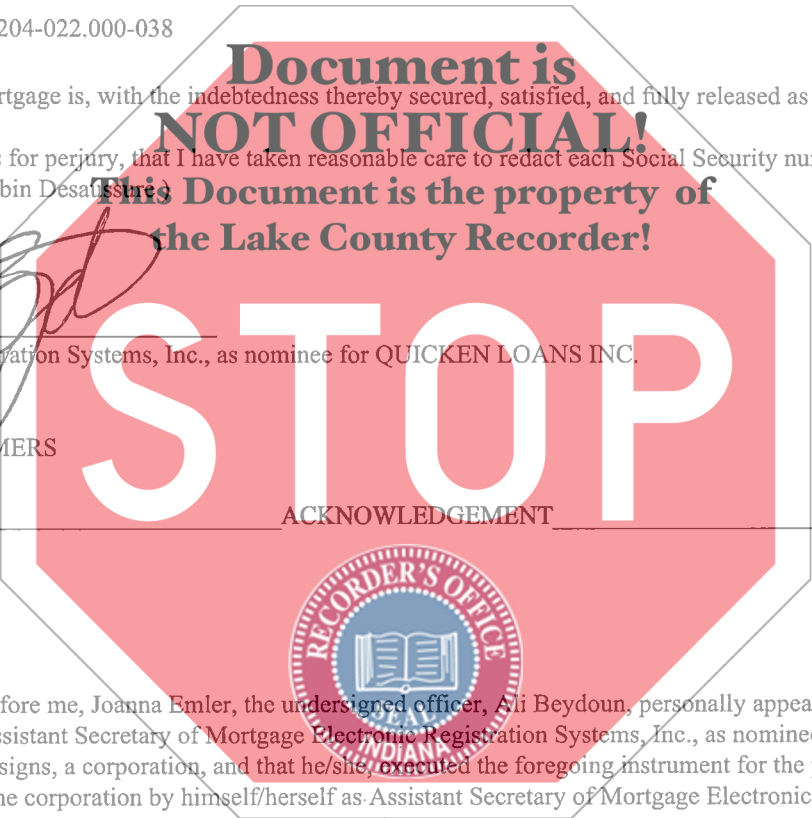 204-022.000-038
Document is
rtgage is, with the indebtedness thereby secured, satisfied, and fully released as
NOT OFFICIAL!
s for perjury, that I have taken reasonable care to redact each Social Security nu
bin Desaussure.)
This Document is the property of
the Lake County Recorder!
STOP
ation Systems, Inc., as nominee for QUICKEN LOANS INC.
MERS
ACKNOWLEDGEMENT
RECORDER'S OFFICE
SEAL
INDIANA
fore me, Joanna Emler, the undersigned officer, Ali Beydoun, personally appea
ssistant Secretary of Mortgage Electronic Registration Systems, Inc., as nomine
signs, a corporation, and that he/she, executed the foregoing instrument for the
ne corporation by himself/herself as Assistant Secretary of Mortgage Electronic